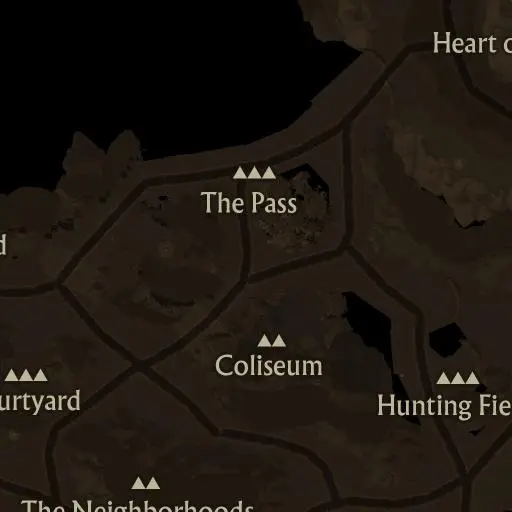 Heart c
The Pass
d
Coliseum
urtyard
Hunting Fie
The Neighborhoods